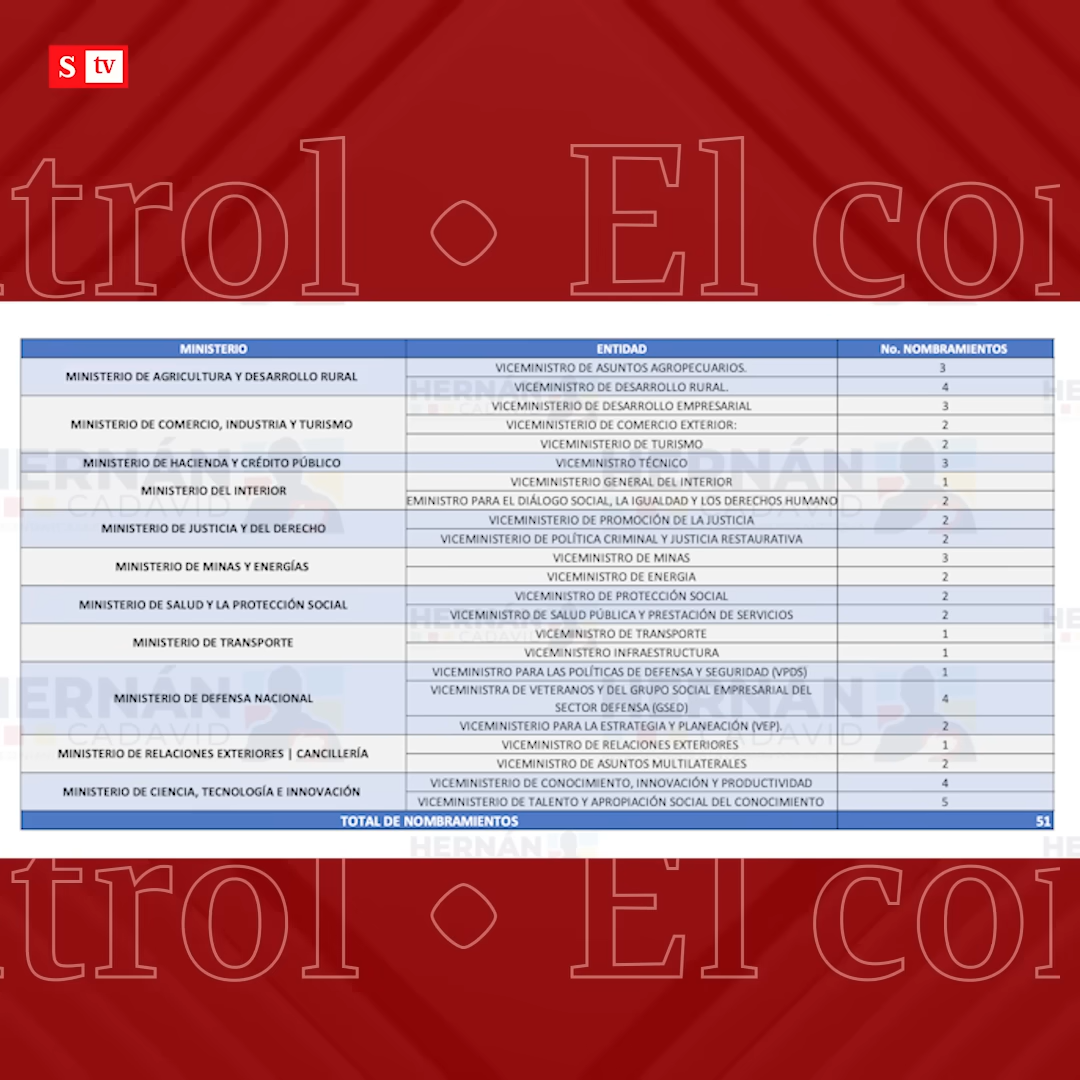 S tv
trol ◇ El con
MINISTERIO ENTIDAD No. NOMBRAMIENTOS
MINISTERIO DE AGRICULTURA Y DESARROLLO RURAL VICEMINISTRO DE ASUNTOS AGROPECUARIOS. 3
VICEMINISTRO DE DESARROLLO RURAL. 4
MINISTERIO DE COMERCIO, INDUSTRIA Y TURISMO VICEMINISTERIO DE DESARROLLO EMPRESARIAL 3
VICEMINISTERIO DE COMERCIO EXTERIOR: 2
VICEMINISTERIO DE TURISMO 2
MINISTERIO DE HACIENDA Y CRÉDITO PÚBLICO VICEMINISTRO TÉCNICO 3
MINISTERIO DEL INTERIOR VICEMINISTERIO GENERAL DEL INTERIOR 1
EMINISTRO PARA EL DIÁLOGO SOCIAL, LA IGUALDAD Y LOS DERECHOS HUMANO 2
MINISTERIO DE JUSTICIA Y DEL DERECHO VICEMINISTERIO DE PROMOCIÓN DE LA JUSTICIA 2
VICEMINISTERIO DE POLÍTICA CRIMINAL Y JUSTICIA RESTAURATIVA 2
MINISTERIO DE MINAS Y ENERGÍAS VICEMINISTRO DE MINAS 3
VICEMINISTRO DE ENERGIA 2
MINISTERIO DE SALUD Y LA PROTECCIÓN SOCIAL VICEMINISTRO DE PROTECCIÓN SOCIAL 2
VICEMINISTRO DE SALUD PÚBLICA Y PRESTACIÓN DE SERVICIOS 2
MINISTERIO DE TRANSPORTE VICEMINISTRO DE TRANSPORTE 1
VICEMINISTERO INFRAESTRUCTURA 1
MINISTERIO DE DEFENSA NACIONAL VICEMINISTRO PARA LAS POLÍTICAS DE DEFENSA Y SEGURIDAD (VPDS) 1
VICEMINISTRA DE VETERANOS Y DEL GRUPO SOCIAL EMPRESARIAL DEL
SECTOR DEFENSA (GSED) 4
VICEMINISTERIO PARA LA ESTRATEGIA Y PLANEACIÓN (VEP). 2
MINISTERIO DE RELACIONES EXTERIORES | CANCILLERÍA VICEMINISTRO DE RELACIONES EXTERIORES 1
VICEMINISTRO DE ASUNTOS MULTILATERALES 2
MINISTERIO DE CIENCIA, TECNOLOGÍA E INNOVACIÓN VICEMINISTERIO DE CONOCIMIENTO, INNOVACIÓN Y PRODUCTIVIDAD 4
VICEMINISTERIO DE TALENTO Y APROPIACIÓN SOCIAL DEL CONOCIMIENTO 5
TOTAL DE NOMBRAMIENTOS 51
HERNÁN
CADAVID
trol ◇ El con